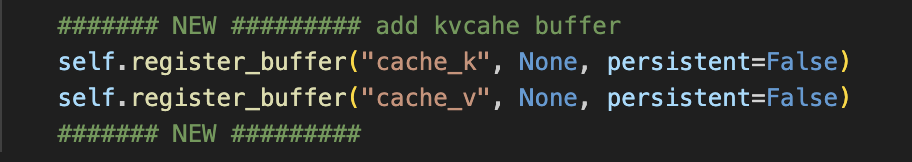 ####### NEW ######### add kvcahe buffer
self.register_buffer("cache_k", None, persistent=False)
self.register_buffer("cache_v", None, persistent=False)
####### NEW #########